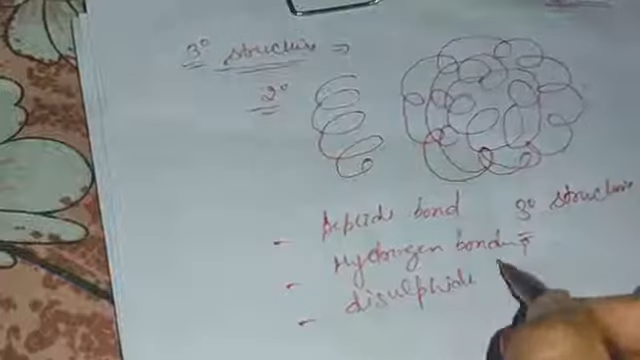 3° structure ⇒
2°
- peptide bond
3° structure
- Hydrogen bonding
- disulphide